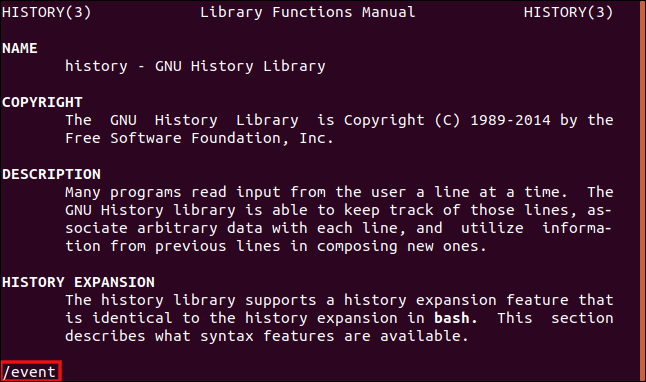 HISTORY(3) Library Functions Manual HISTORY(3)
NAME
history - GNU History Library
COPYRIGHT
The GNU History Library is Copyright (C) 1989-2014 by the
Free Software Foundation, Inc.
DESCRIPTION
Many programs read input from the user a line at a time. The
GNU History library is able to keep track of those lines, as-
sociate arbitrary data with each line, and utilize informa-
tion from previous lines in composing new ones.
HISTORY EXPANSION
The history library supports a history expansion feature that
is identical to the history expansion in bash. This section
describes what syntax features are available.
/event